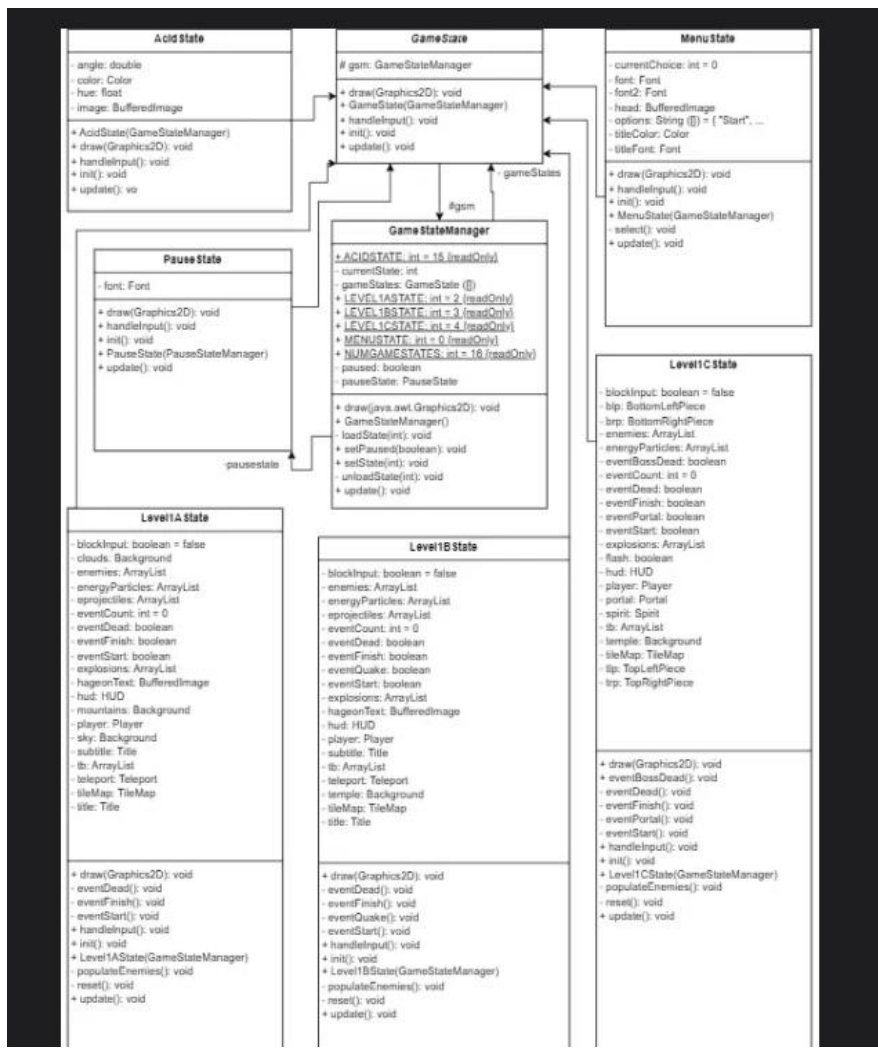 AcidState
- angle: double
- color: Color
- hue: float
- image: BufferedImage
+ AcidState(GameStateManager)
+ draw(Graphics2D): void
+ handleInput(): void
+ init(): void
+ update(): vo
GameState
# gsm: GameStateManager
+ draw(Graphics2D): void
+ GameState(GameStateManager)
+ handleInput(): void
+ init(): void
+ update(): void
- gameStates
#gsm
MenuState
- currentChoice: int = 0
- font: Font
- font2: Font
- head: BufferedImage
- options: String ([]) = { "Start", ...
- titleColor: Color
- titleFont: Font
+ draw(Graphics2D): void
+ handleInput(): void
+ init(): void
+ MenuState(GameStateManager)
- select(): void
+ update(): void
PauseState
- font: Font
+ draw(Graphics2D): void
+ handleInput(): void
+ init(): void
+ PauseState(PauseStateManager)
+ update(): void
-pausestate
GameStateManager
+ ACIDSTATE: int = 15 {readOnly}
- currentState: int
- gameStates: GameState ([])
+ LEVEL1ASTATE: int = 2 {readOnly}
+ LEVEL1BSTATE: int = 3 {readOnly}
+ LEVEL1CSTATE: int = 4 {readOnly}
+ MENUSTATE: int = 0 {readOnly}
+ NUMGAMESTATES: int = 16 {readOnly}
- paused: boolean
- pauseState: PauseState
+ draw(java.awt.Graphics2D): void
+ GameStateManager()
- loadState(int): void
+ setPaused(boolean): void
+ setState(int): void
- unloadState(int): void
+ update(): void
Level1AState
- blockInput: boolean = false
- clouds: Background
- enemies: ArrayList
- energyParticles: ArrayList
- eprojectiles: ArrayList
- eventCount: int = 0
- eventDead: boolean
- eventFinish: boolean
- eventStart: boolean
- explosions: ArrayList
- hageonText: BufferedImage
- hud: HUD
- mountains: Background
- player: Player
- sky: Background
- subtitle: Title
- tb: ArrayList
- teleport: Teleport
- tileMap: TileMap
- title: Title
+ draw(Graphics2D): void
- eventDead(): void
- eventFinish(): void
- eventStart(): void
+ handleInput(): void
+ init(): void
+ Level1AState(GameStateManager)
- populateEnemies(): void
- reset(): void
+ update(): void
Level1BState
- blockInput: boolean = false
- enemies: ArrayList
- energyParticles: ArrayList
- eprojectiles: ArrayList
- eventCount: int = 0
- eventDead: boolean
- eventFinish: boolean
- eventQuake: boolean
- eventStart: boolean
- explosions: ArrayList
- hageonText: BufferedImage
- hud: HUD
- player: Player
- subtitle: Title
- tb: ArrayList
- teleport: Teleport
- temple: Background
- tileMap: TileMap
- title: Title
+ draw(Graphics2D): void
- eventDead(): void
- eventFinish(): void
- eventQuake(): void
- eventStart(): void
+ handleInput(): void
+ init(): void
+ Level1BState(GameStateManager)
- populateEnemies(): void
- reset(): void
+ update(): void
Level1CState
- blockInput: boolean = false
- blp: BottomLeftPiece
- brp: BottomRightPiece
- enemies: ArrayList
- energyParticles: ArrayList
- eventBossDead: boolean
- eventCount: int = 0
- eventDead: boolean
- eventFinish: boolean
- eventPortal: boolean
- eventStart: boolean
- explosions: ArrayList
- flash: boolean
- hud: HUD
- player: Player
- portal: Portal
- spirit: Spirit
- tb: ArrayList
- temple: Background
- tileMap: TileMap
- tlp: TopLeftPiece
- trp: TopRightPiece
+ draw(Graphics2D): void
+ eventBossDead(): void
- eventDead(): void
- eventFinish(): void
- eventPortal(): void
- eventStart(): void
+ handleInput(): void
+ init(): void
+ Level1CState(GameStateManager)
- populateEnemies(): void
- reset(): void
+ update(): void